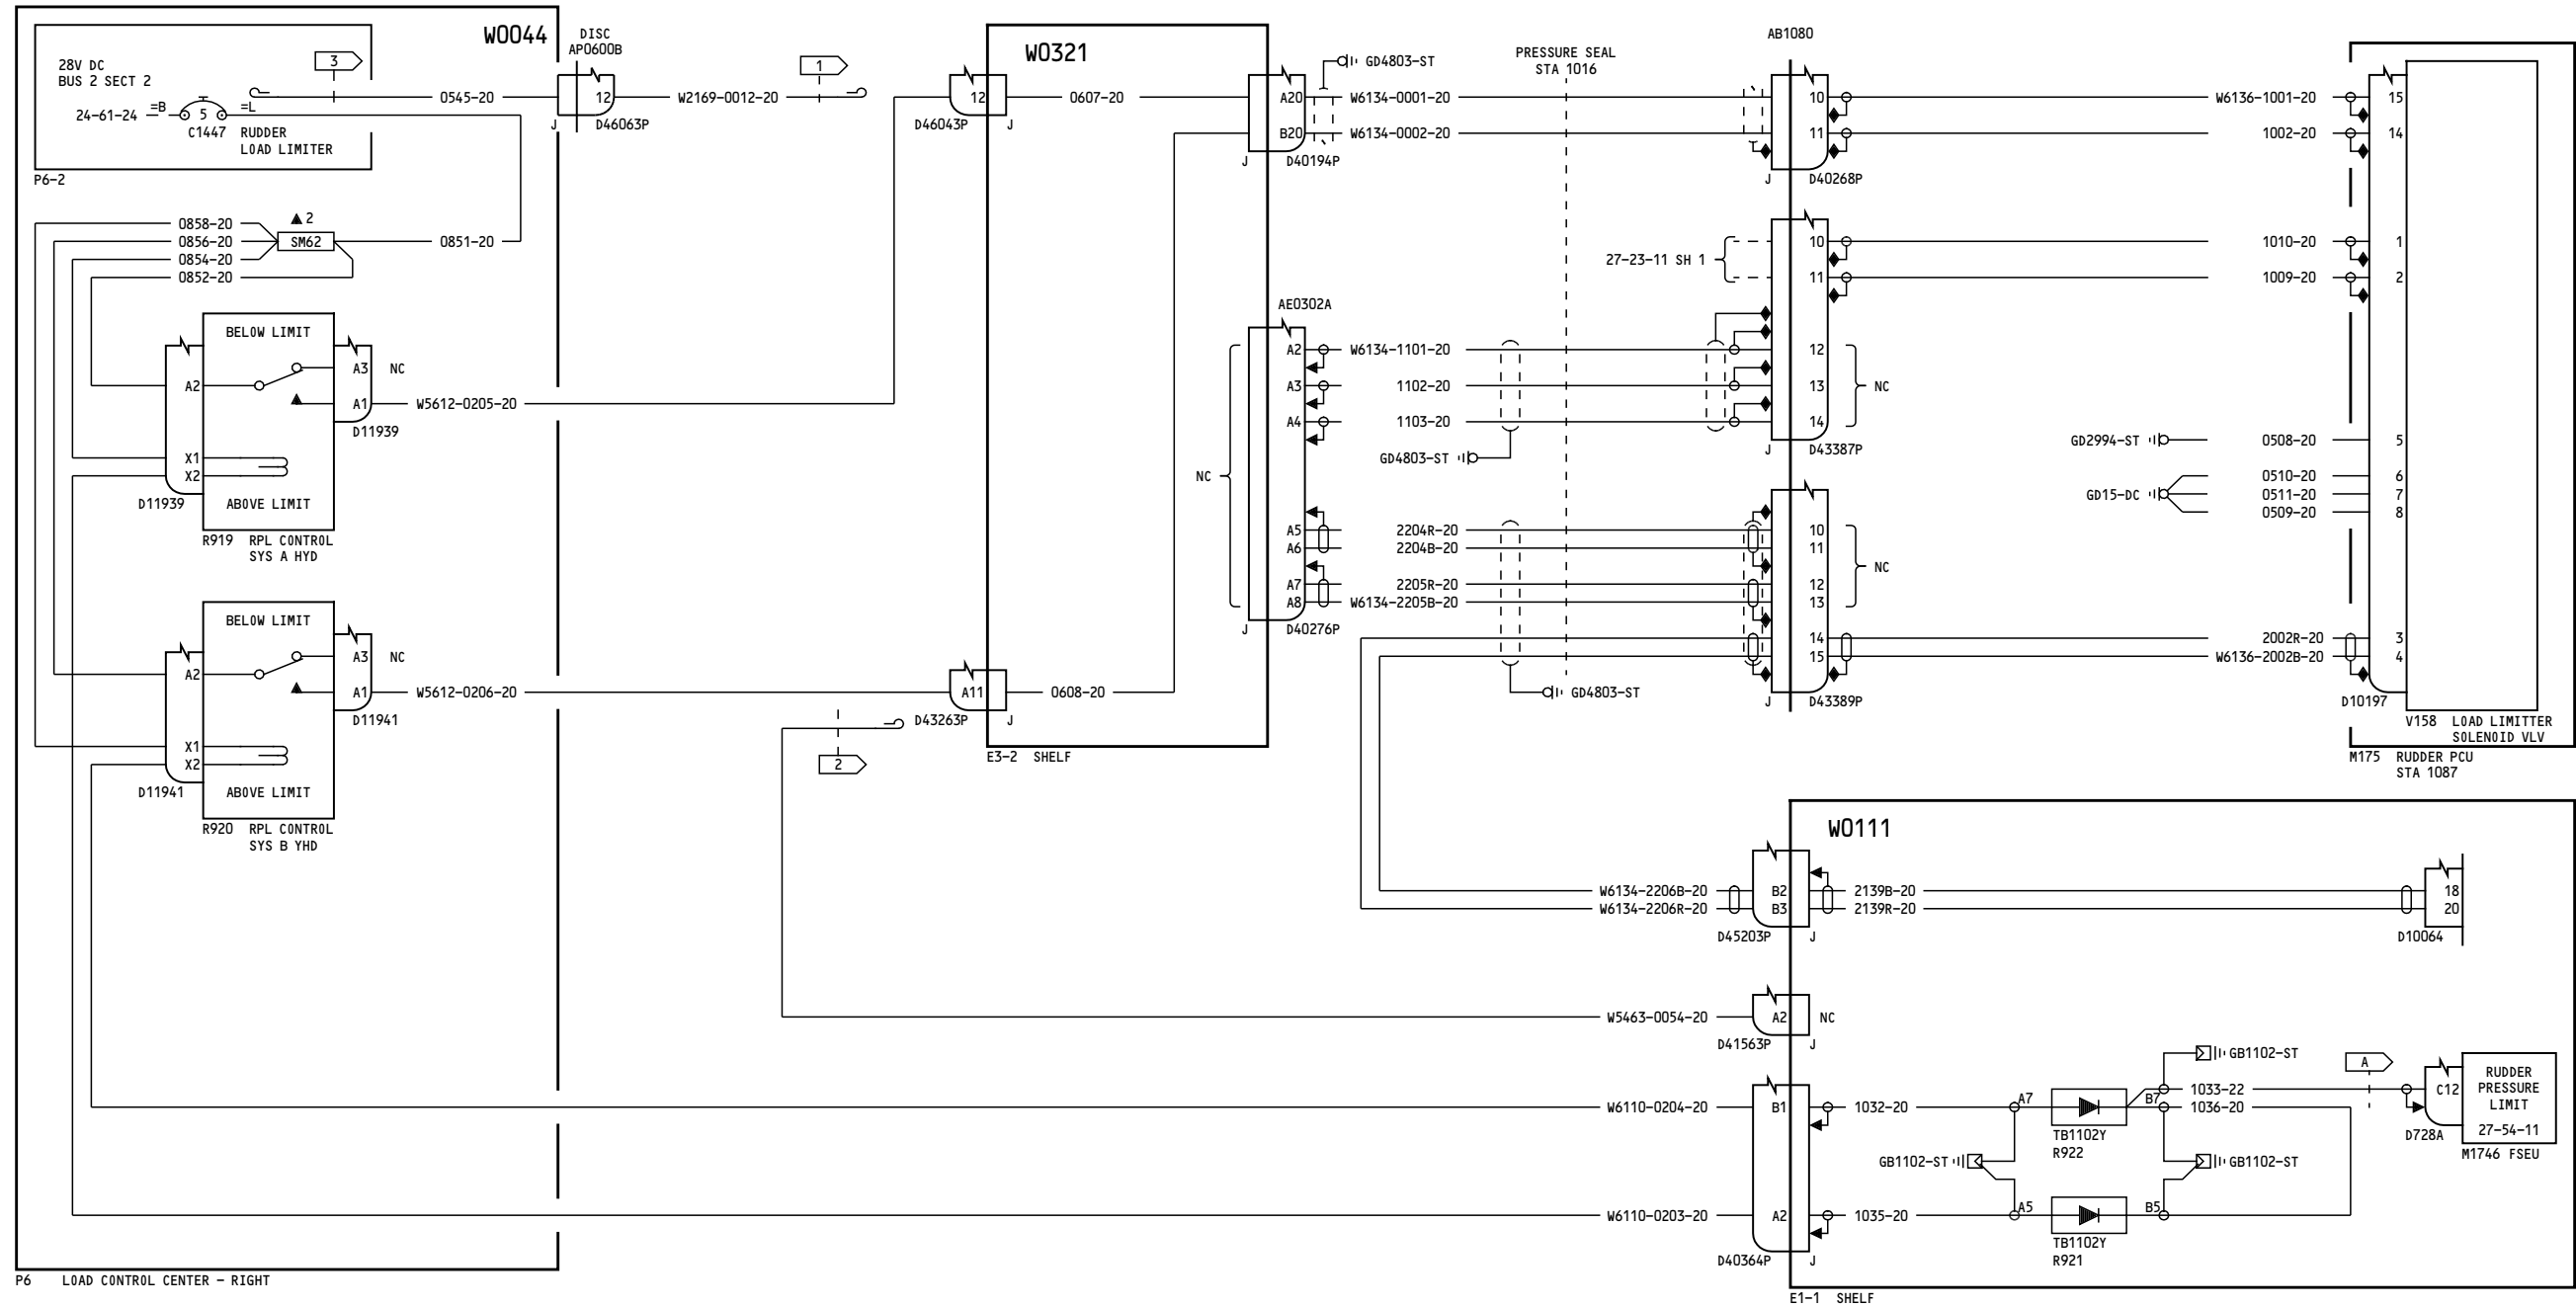 W0044
28V DC
BUS 2 SECT 2
24-61-24
=B
5
=L
C1447
RUDDER
LOAD LIMITER
P6-2
3
0545-20
DISC
AP0600B
12
J
D46063P
W2169-0012-20
1
0858-20
0856-20
0854-20
0852-20
2
SM62
0851-20
BELOW LIMIT
A2
A3
NC
A1
W5612-0205-20
D11939
X1
X2
D11939
ABOVE LIMIT
R919 RPL CONTROL
SYS A HYD
BELOW LIMIT
A2
A3
NC
A1
W5612-0206-20
D11941
X1
X2
D11941
ABOVE LIMIT
R920 RPL CONTROL
SYS B YHD
P6 LOAD CONTROL CENTER - RIGHT
W0321
12
D46043P
J
0607-20
A11
D43263P
J
0608-20
2
E3-2 SHELF
A20
B20
J
D40194P
GD4803-ST
W6134-0001-20
W6134-0002-20
PRESSURE SEAL
STA 1016
AE0302A
NC
A2
A3
A4
A5
A6
A7
A8
J
D40276P
W6134-1101-20
1102-20
1103-20
GD4803-ST
2204R-20
2204B-20
2205R-20
W6134-2205B-20
GD4803-ST
AB1080
10
11
J
D40268P
27-23-11 SH 1
10
11
12
13
14
NC
J
D43387P
10
11
12
13
14
15
NC
J
D43389P
W6136-1001-20
1002-20
1010-20
1009-20
GD2994-ST
0508-20
GD15-DC
0510-20
0511-20
0509-20
2002R-20
W6136-2002B-20
15
14
1
2
5
6
7
8
3
4
D10197
V158 LOAD LIMITTER
SOLENOID VLV
M175 RUDDER PCU
STA 1087
W0111
W6134-2206B-20
W6134-2206R-20
B2
B3
D45203P
J
2139B-20
2139R-20
18
20
D10064
W5463-0054-20
A2
NC
D41563P
J
W6110-0204-20
B1
1032-20
W6110-0203-20
A2
1035-20
D40364P
J
A7
B7
TB1102Y
R922
GB1102-ST
GB1102-ST
GB1102-ST
A5
B5
TB1102Y
R921
1033-22
1036-20
A
C12
D728A
RUDDER
PRESSURE
LIMIT
27-54-11
M1746 FSEU
E1-1 SHELF